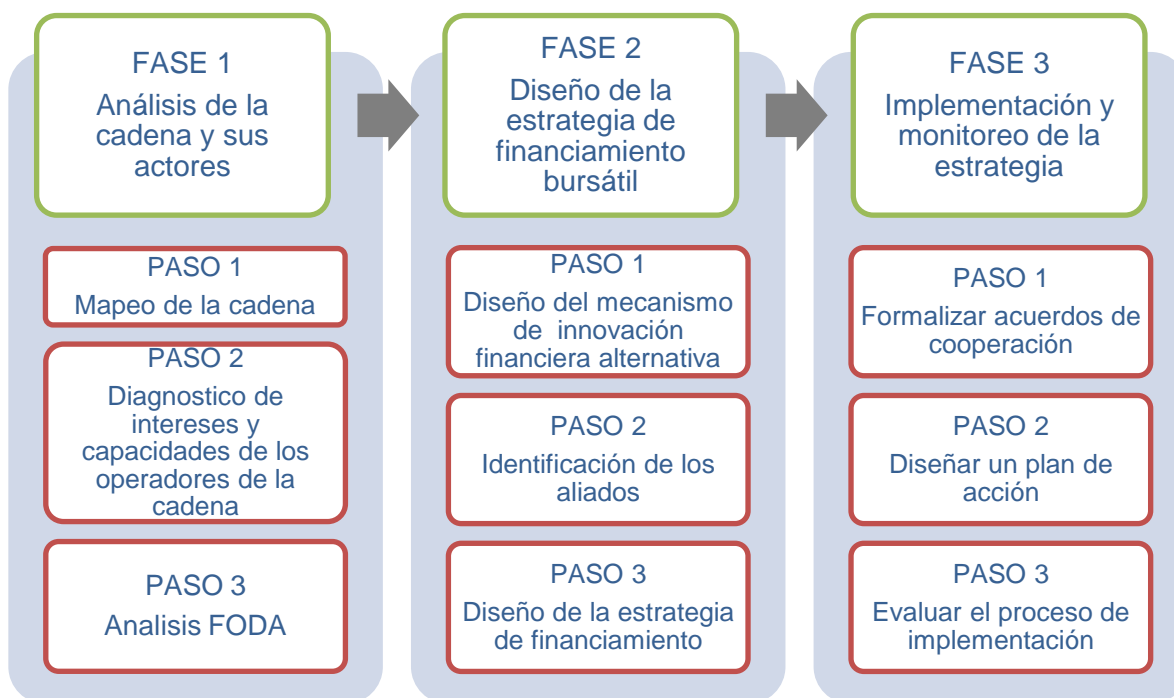 FASE 1
Análisis de la
cadena y sus
actores
PASO 1
Mapeo de la cadena
PASO 2
Diagnostico de
intereses y
capacidades de los
operadores de la
cadena
PASO 3
Analisis FODA
FASE 2
Diseño de la
estrategia de
financiamiento
bursátil
PASO 1
Diseño del mecanismo
de innovación
financiera alternativa
PASO 2
Identificación de los
aliados
PASO 3
Diseño de la estrategia
de financiamiento
FASE 3
Implementación y
monitoreo de la
estrategia
PASO 1
Formalizar acuerdos de
cooperación
PASO 2
Diseñar un plan de
acción
PASO 3
Evaluar el proceso de
implementación